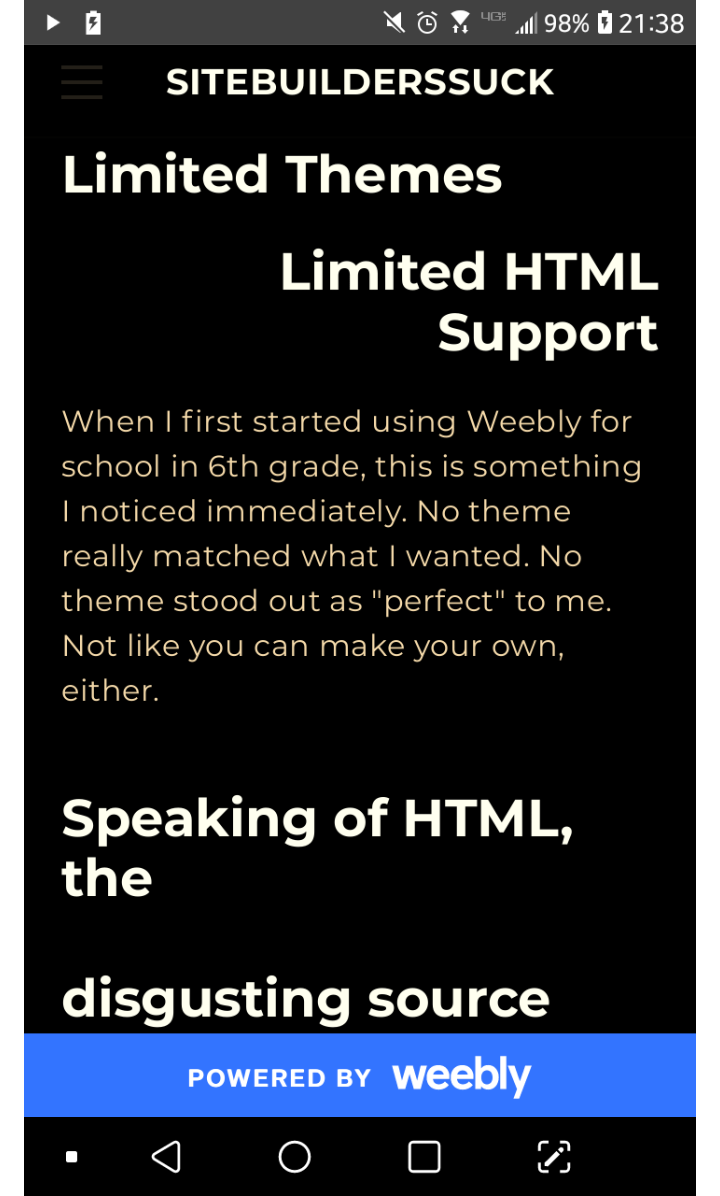 4GE 98% 21:38
SITEBUILDERSSUCK
Limited Themes
Limited HTML
Support
When I first started using Weebly for
school in 6th grade, this is something
I noticed immediately. No theme
really matched what I wanted. No
theme stood out as "perfect" to me.
Not like you can make your own,
either.
Speaking of HTML,
the
disgusting source
POWERED BY weebly